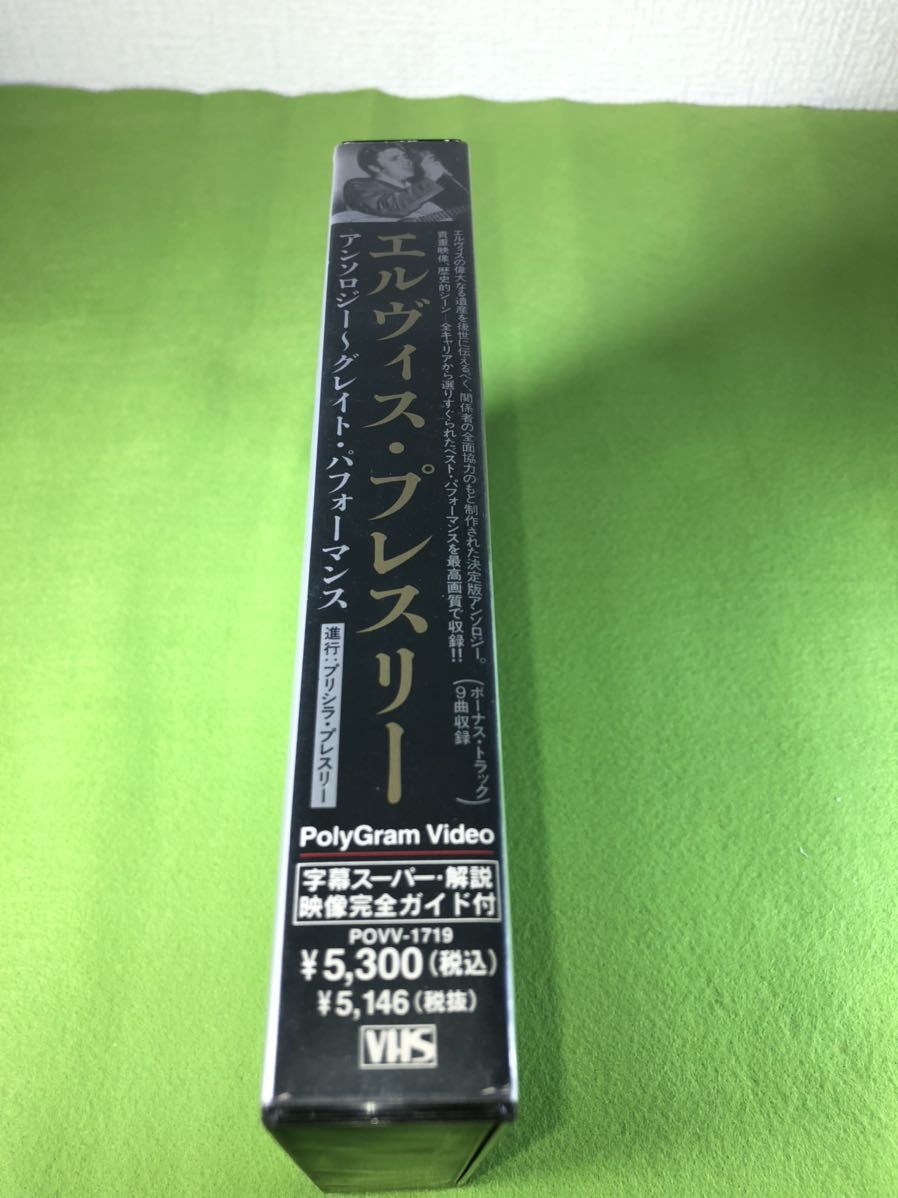 エルヴィスの偉大なる遺産を後世に伝えるべく、関係者の全面協力のもと制作された決定版アンソロジー。
貴重映像、歴史的シーン—全キャリアから選りすぐられたベスト・パフォーマンスを最高画質で収録!!
(ボーナス・トラック
9曲収録)
エルヴィス・プレスリー
アンソロジー〜グレイト・パフォーマンス
進行:プリシラ・プレスリー
PolyGram Video
字幕スーパー・解説
映像完全ガイド付
POVV-1719
¥5,300(税込)
¥5,146(税抜)
VHS